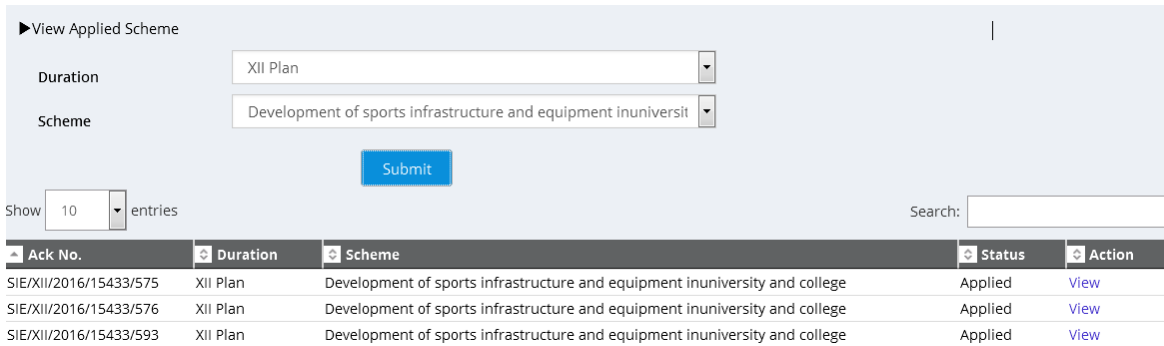 ▶View Applied Scheme
Duration
XII Plan
Scheme
Development of sports infrastructure and equipment inuniversit
Submit
Show 10 entries
Search:
Ack No. Duration Scheme Status Action
SIE/XII/2016/15433/575 XII Plan Development of sports infrastructure and equipment inuniversity and college Applied View
SIE/XII/2016/15433/576 XII Plan Development of sports infrastructure and equipment inuniversity and college Applied View
SIE/XII/2016/15433/593 XII Plan Development of sports infrastructure and equipment inuniversity and college Applied View